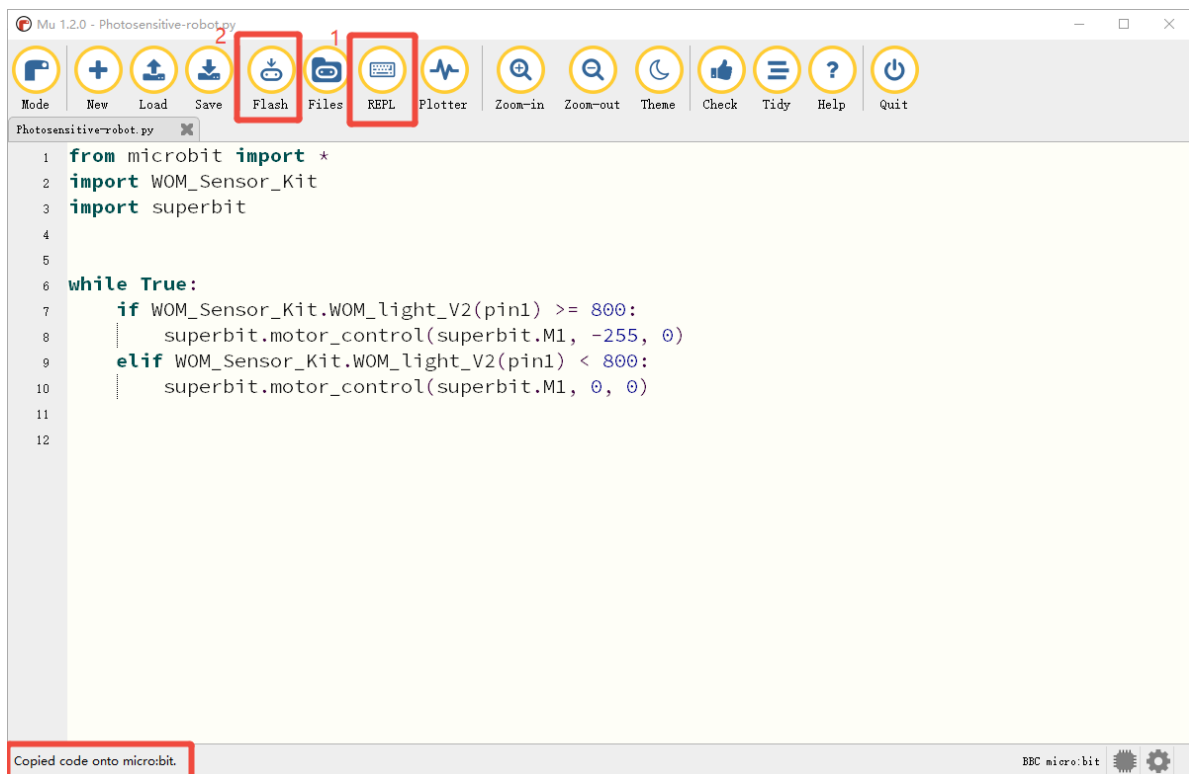 Mu 1.2.0 - Photosensitive-robot.py
2 1
Mode New Load Save Flash Files REPL Plotter Zoom-in Zoom-out Theme Check Tidy Help Quit
Photosensitive-robot.py
1 from microbit import *
2 import WOM_Sensor_Kit
3 import superbit
4
5
6 while True:
7 if WOM_Sensor_Kit.WOM_light_V2(pin1) >= 800:
8 superbit.motor_control(superbit.M1, -255, 0)
9 elif WOM_Sensor_Kit.WOM_light_V2(pin1) < 800:
10 superbit.motor_control(superbit.M1, 0, 0)
11
12
Copied code onto micro:bit. BBC micro:bit